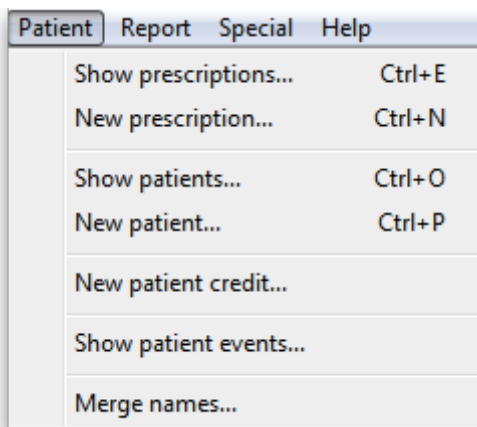 Patient Report Special Help
Show prescriptions... Ctrl+E
New prescription... Ctrl+N
Show patients... Ctrl+O
New patient... Ctrl+P
New patient credit...
Show patient events...
Merge names...